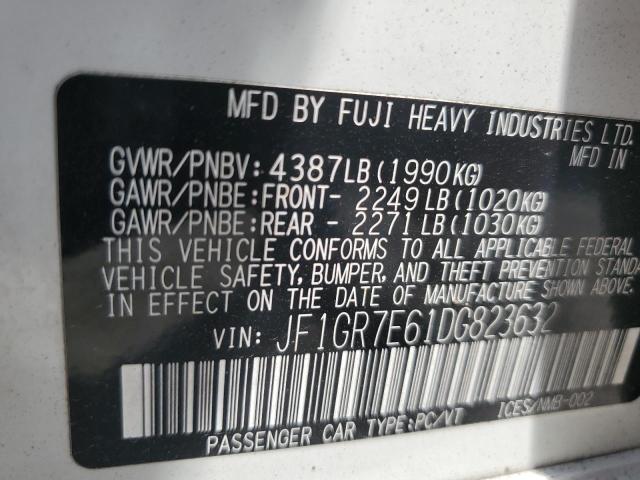 MFD BY FUJI HEAVY INDUSTRIES LTD.
MFD IN
GVWR/PNBV: 4387LB(1990KG)
GAWR/PNBE:FRONT- 2249LB(1020KG)
GAWR/PNBE:REAR - 2271LB(1030KG)
THIS VEHICLE CONFORMS TO ALL APPLICABLE FEDERAL
VEHICLE SAFETY, BUMPER, AND THEFT PREVENTION STANDA
IN EFFECT ON THE DATE OF MANUFACTURE SHOWN ABOVE.
VIN: JF1GR7E61DG823632
PASSENGER CAR TYPE:PC/VT ICES/NMB-002